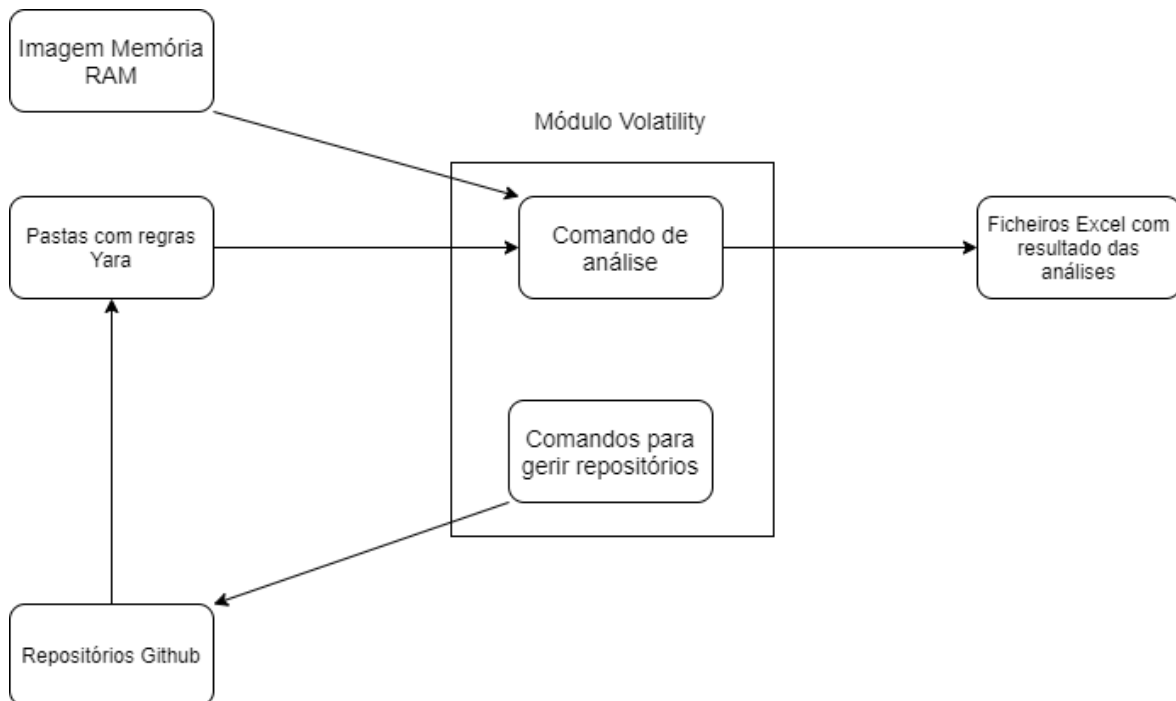 Imagem Memória
RAM
Módulo Volatility
Pastas com regras
Yara
Comando de
análise
Ficheiros Excel com
resultado das
análises
Comandos para
gerir repositórios
Repositórios Github